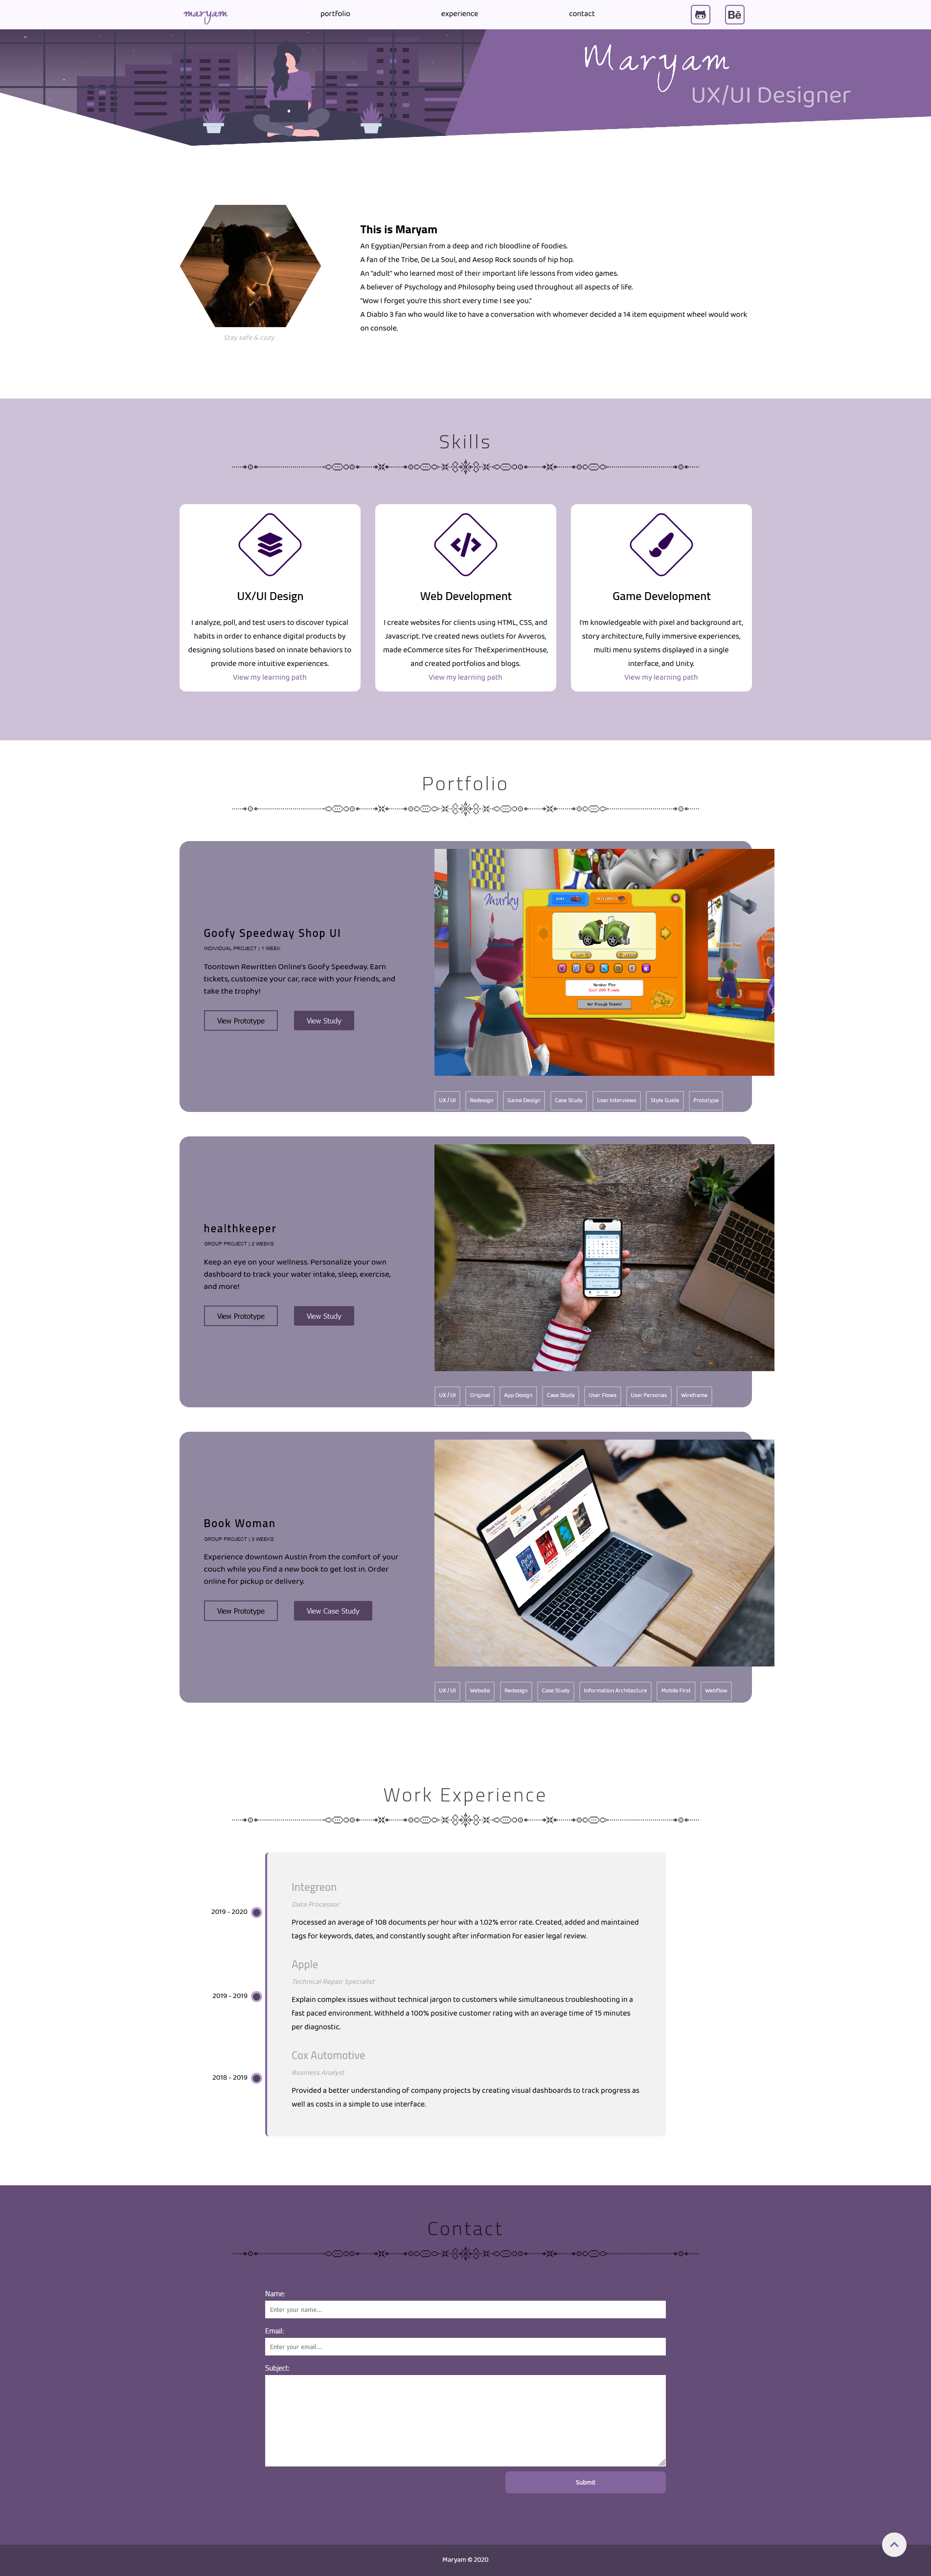 maryam
portfolio
experience
contact
Bē
Maryam
UX/UI Designer
This is Maryam
An Egyptian/Persian from a deep and rich bloodline of foodies.
A fan of the Tribe, De La Soul, and Aesop Rock sounds of hip hop.
An "adult" who learned most of their important life lessons from video games.
A believer of Psychology and Philosophy being used throughout all aspects of life.
"Wow I forget you're this short every time I see you."
A Diablo 3 fan who would like to have a conversation with whomever decided a 14 item equipment wheel would work
on console.
Stay safe & cozy
Skills
UX/UI Design
I analyze, poll, and test users to discover typical
habits in order to enhance digital products by
designing solutions based on innate behaviors to
provide more intuitive experiences.
View my learning path
Web Development
I create websites for clients using HTML, CSS, and
Javascript. I've created news outlets for Avveros,
made eCommerce sites for TheExperimentHouse,
and created portfolios and blogs.
View my learning path
Game Development
I'm knowledgeable with pixel and background art,
story architecture, fully immersive experiences,
multi menu systems displayed in a single
interface, and Unity.
View my learning path
Portfolio
Goofy Speedway Shop UI
INDIVIDUAL PROJECT | 1 WEEK
Toontown Rewritten Online's Goofy Speedway. Earn
tickets, customize your car, race with your friends, and
take the trophy!
View Prototype
View Study
Murky
UX / UI
Redesign
Game Design
Case Study
User Interviews
Style Guide
Prototype
healthkeeper
GROUP PROJECT | 2 WEEKS
Keep an eye on your wellness. Personalize your own
dashboard to track your water intake, sleep, exercise,
and more!
View Prototype
View Study
UX / UI
Original
App Design
Case Study
User Flows
User Personas
Wireframe
Book Woman
GROUP PROJECT | 3 WEEKS
Experience downtown Austin from the comfort of your
couch while you find a new book to get lost in. Order
online for pickup or delivery.
View Prototype
View Case Study
UX / UI
Website
Redesign
Case Study
Information Architecture
Mobile First
Webflow
Work Experience
2019 - 2020
Integreon
Data Processor
Processed an average of 108 documents per hour with a 1.02% error rate. Created, added and maintained
tags for keywords, dates, and constantly sought after information for easier legal review.
2019 - 2019
Apple
Technical Repair Specialist
Explain complex issues without technical jargon to customers while simultaneous troubleshooting in a
fast paced environment. Withheld a 100% positive customer rating with an average time of 15 minutes
per diagnostic.
2018 - 2019
Cox Automotive
Business Analyst
Provided a better understanding of company projects by creating visual dashboards to track progress as
well as costs in a simple to use interface.
Contact
Name:
Enter your name...
Email:
Enter your email...
Subject:
Submit
Maryam © 2020